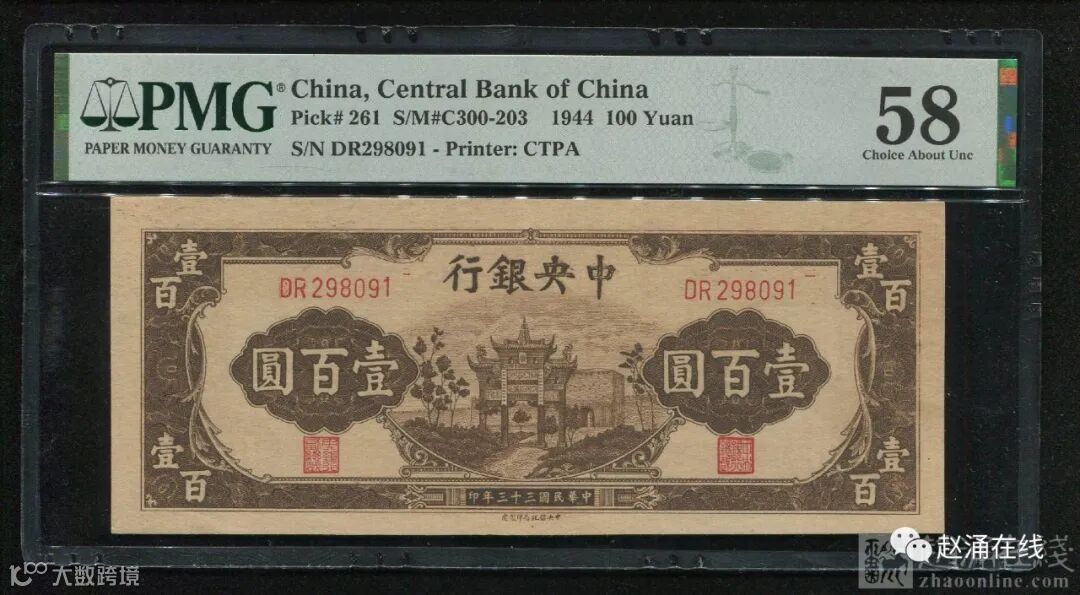 PMG®
PAPER MONEY GUARANTY
China, Central Bank of China
Pick# 261 S/M#C300-203 1944 100 Yuan
S/N DR298091 - Printer: CTPA
58
Choice About Unc
行銀央中
壹百
壹百
DR298091
DR298091
圓百壹
圓百壹
壹百
壹百
印年三十三國民華中
赵涌在线
zhaoonline.com
大数跨境